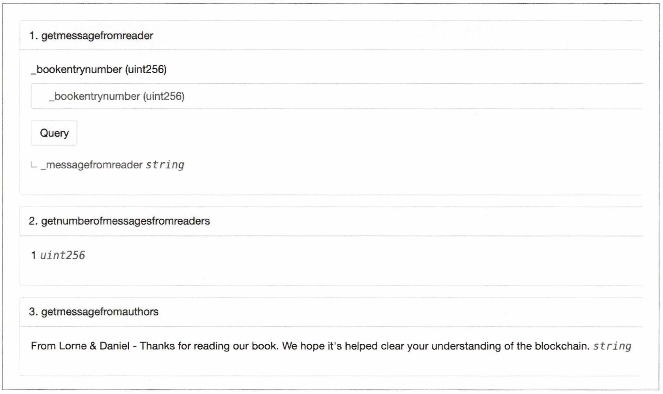 1. getmessagefromreader
_bookentrynumber (uint256)
_bookentrynumber (uint256)
Query
_messagefromreader string
2. getnumberofmessagesfromreaders
1 uint256
3. getmessagefromauthors
From Lorne & Daniel - Thanks for reading our book. We hope it's helped clear your understanding of the blockchain. string